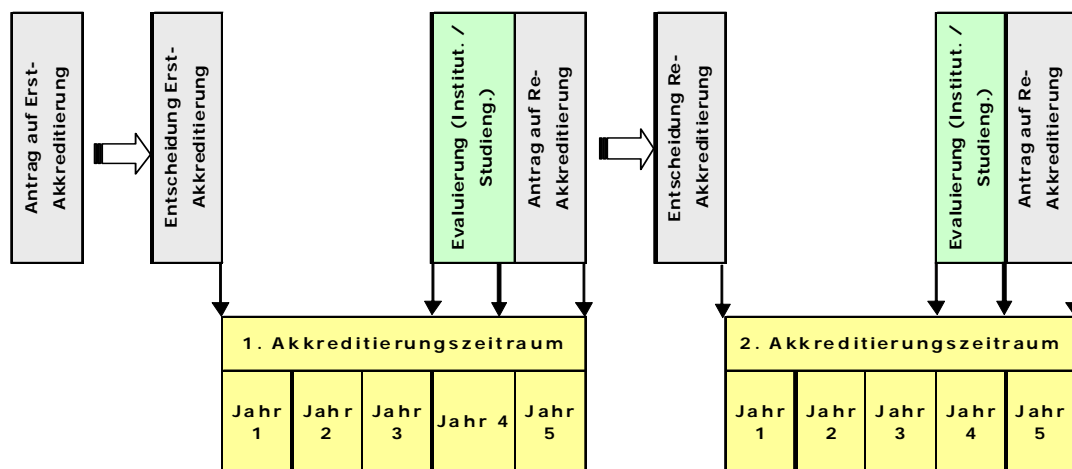 Antrag auf Erst-
Akkreditierung
Entscheidung Erst-
Akkreditierung
Evaluierung (Institut. /
Studieng.)
Antrag auf Re-
Akkreditierung
Entscheidung Re-
Akkreditierung
Evaluierung (Institut. /
Studieng.)
Antrag auf Re-
Akkreditierung
1. Akkreditierungszeitraum
2. Akkreditierungszeitraum
Jahr
1
Jahr
2
Jahr
3
Jahr 4
Jahr
5
Jahr
1
Jahr
2
Jahr
3
Jahr
4
Jahr
5